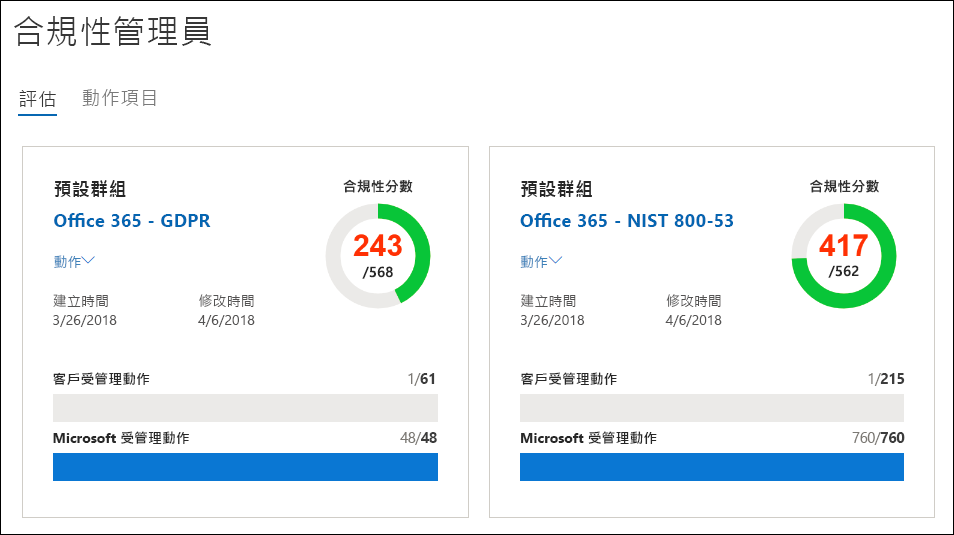 合規性管理員
評估 動作項目
預設群組
合規性分數
Office 365 - GDPR
243
/568
動作
建立時間 修改時間
3/26/2018 4/6/2018
客戶受管理動作 1/61
Microsoft 受管理動作 48/48
預設群組
合規性分數
Office 365 - NIST 800-53
417
/562
動作
建立時間 修改時間
3/26/2018 4/6/2018
客戶受管理動作 1/215
Microsoft 受管理動作 760/760